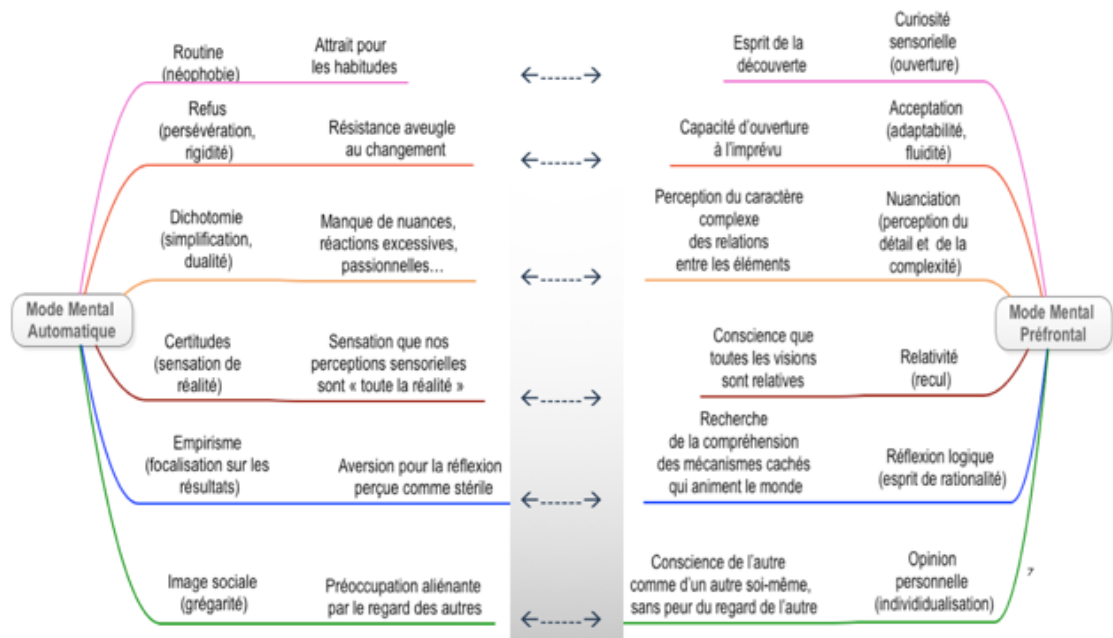 Routine
(néophobie)
Attrait pour
les habitudes
←------→
Esprit de la
découverte
Curiosité
sensorielle
(ouverture)
Refus
(persévération,
rigidité)
Résistance aveugle
au changement
←------→
Capacité d'ouverture
à l'imprévu
Acceptation
(adaptabilité,
fluidité)
Dichotomie
(simplification,
dualité)
Manque de nuances,
réactions excessives,
passionnelles…
←------→
Perception du caractère
complexe
des relations
entre les éléments
Nuanciation
(perception du
détail et de la
complexité)
Mode Mental
Automatique
Mode Mental
Préfrontal
Certitudes
(sensation de
réalité)
Sensation que nos
perceptions sensorielles
sont « toute la réalité »
←------→
Conscience que
toutes les visions
sont relatives
Relativité
(recul)
Empirisme
(focalisation sur les
résultats)
Aversion pour la réflexion
perçue comme stérile
←------→
Recherche
de la compréhension
des mécanismes cachés
qui animent le monde
Réflexion logique
(esprit de rationalité)
Image sociale
(grégarité)
Préoccupation aliénante
par le regard des autres
←------→
Conscience de l'autre
comme d'un autre soi-même,
sans peur du regard de l'autre
Opinion
personnelle
(individidualisation)
7